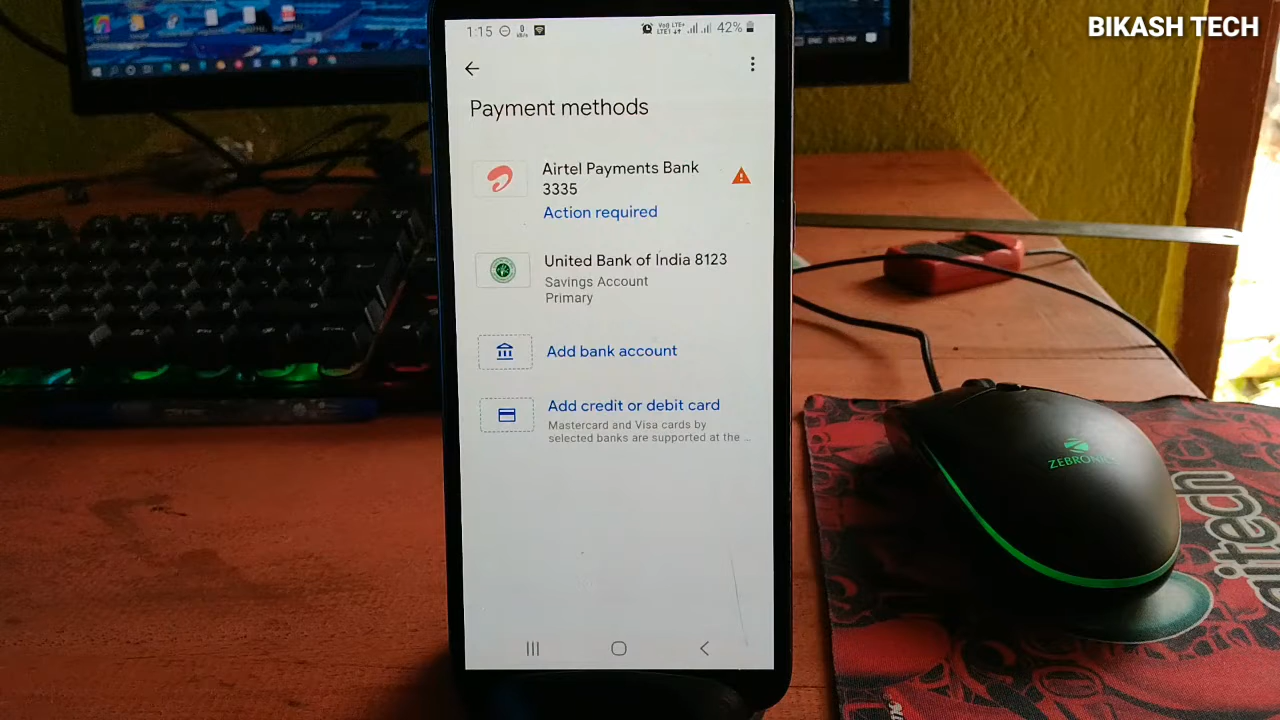 BIKASH TECH
1:15
42%
Payment methods
Airtel Payments Bank
3335
Action required
United Bank of India 8123
Savings Account
Primary
Add bank account
Add credit or debit card
Mastercard and Visa cards by
selected banks are supported at the ...
ZEBRONICS